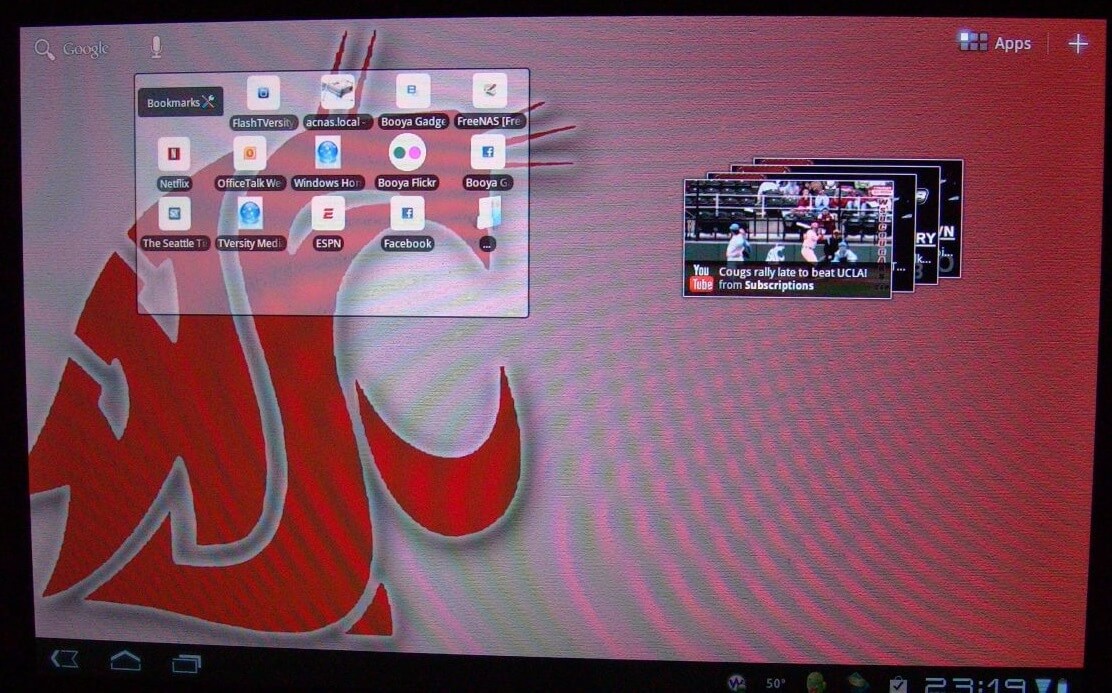 Google
Apps
Bookmarks
FlashTVersity
acnas.local -
Booya Gadge
FreeNAS [Fre
Netflix
OfficeTalk We
Windows Hom
Booya Flickr
Booya G
The Seattle Ti
TVersity Medi
ESPN
Facebook
...
You
Tube
Cougs rally late to beat UCLA!
from Subscriptions
50°
23:19